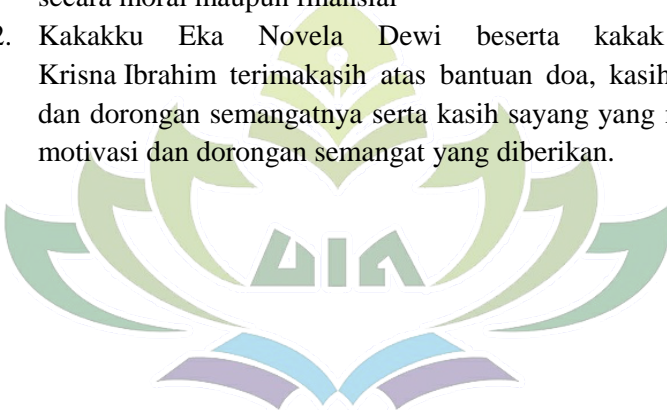 secara moral maupun finansial
2. Kakakku Eka Novela Dewi beserta kakak
Krisna Ibrahim terimakasih atas bantuan doa, kasih
dan dorongan semangatnya serta kasih sayang yang
motivasi dan dorongan semangat yang diberikan.
UIN